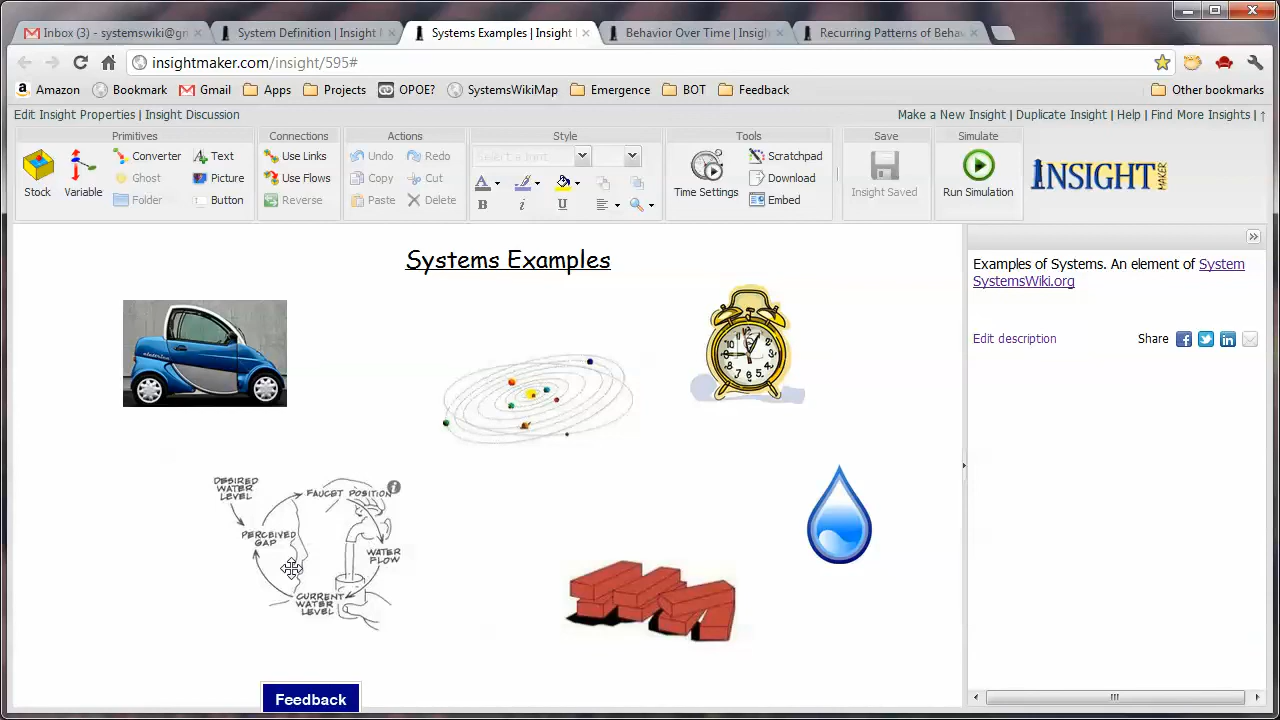 Inbox (3) - systemswiki@gm
System Definition | Insight
Systems Examples | Insight
Behavior Over Time | Insigh
Recurring Patterns of Behav
insightmaker.com/insight/595#
Amazon Bookmark Gmail Apps Projects OPOE? SystemsWikiMap Emergence BOT Feedback Other bookmarks
Edit Insight Properties | Insight Discussion
Make a New Insight | Duplicate Insight | Help | Find More Insights | ↑
Primitives Connections Actions Style Tools Save Simulate
Converter Text Use Links Undo Redo Select a font Scratchpad
Ghost Picture Use Flows Copy Cut A Download
Stock Variable Time Settings Insight Saved Run Simulation
Folder Button Reverse Paste Delete B i U Embed
INSIGHT MAKER
Systems Examples
Examples of Systems. An element of System
SystemsWiki.org
Edit description Share
DESIRED
WATER
LEVEL
FAUCET POSITION
PERCEIVED
GAP
WATER
FLOW
CURRENT
WATER
LEVEL
Feedback